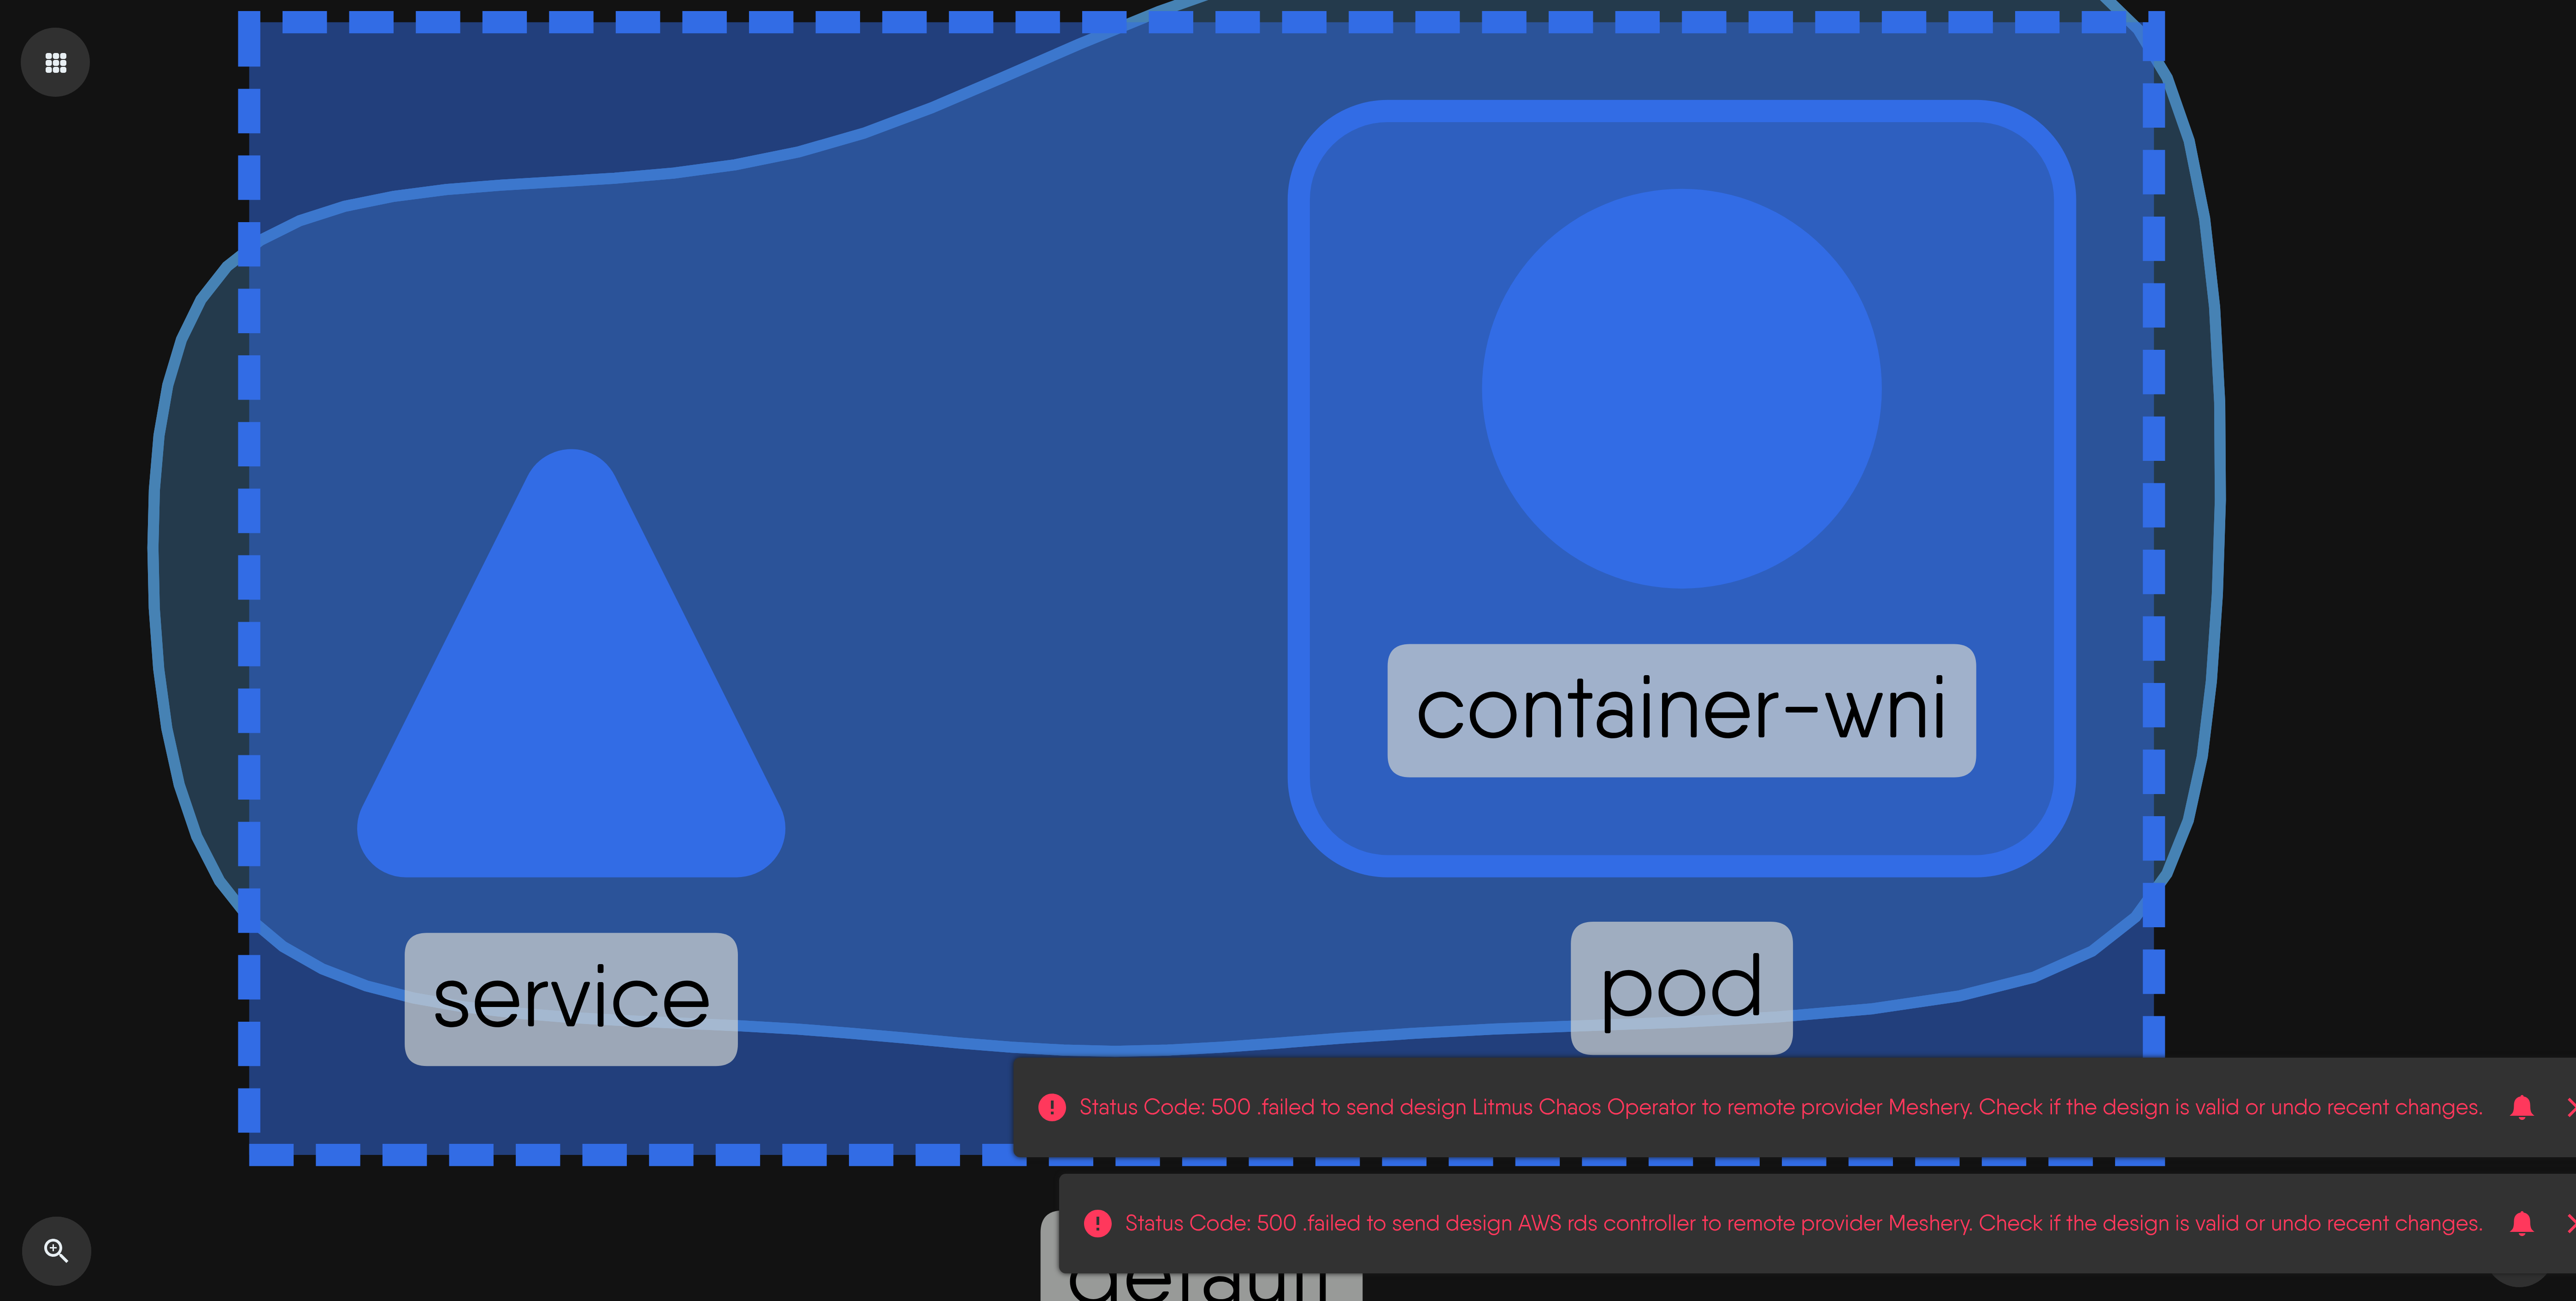 container-wni
service
pod
Status Code: 500 .failed to send design Litmus Chaos Operator to remote provider Meshery. Check if the design is valid or undo recent changes.
Status Code: 500 .failed to send design AWS rds controller to remote provider Meshery. Check if the design is valid or undo recent changes.
default